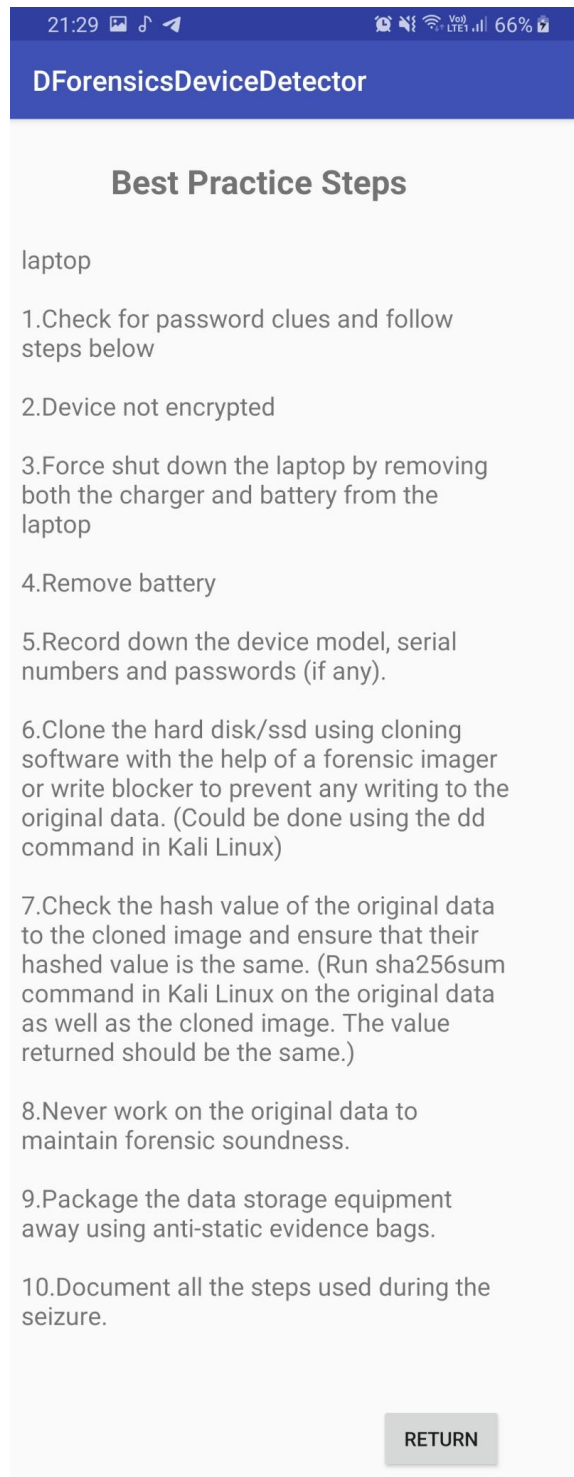 21:29 66%
DForensicsDeviceDetector
Best Practice Steps
laptop
1.Check for password clues and follow
steps below
2.Device not encrypted
3.Force shut down the laptop by removing
both the charger and battery from the
laptop
4.Remove battery
5.Record down the device model, serial
numbers and passwords (if any).
6.Clone the hard disk/ssd using cloning
software with the help of a forensic imager
or write blocker to prevent any writing to the
original data. (Could be done using the dd
command in Kali Linux)
7.Check the hash value of the original data
to the cloned image and ensure that their
hashed value is the same. (Run sha256sum
command in Kali Linux on the original data
as well as the cloned image. The value
returned should be the same.)
8.Never work on the original data to
maintain forensic soundness.
9.Package the data storage equipment
away using anti-static evidence bags.
10.Document all the steps used during the
seizure.
RETURN